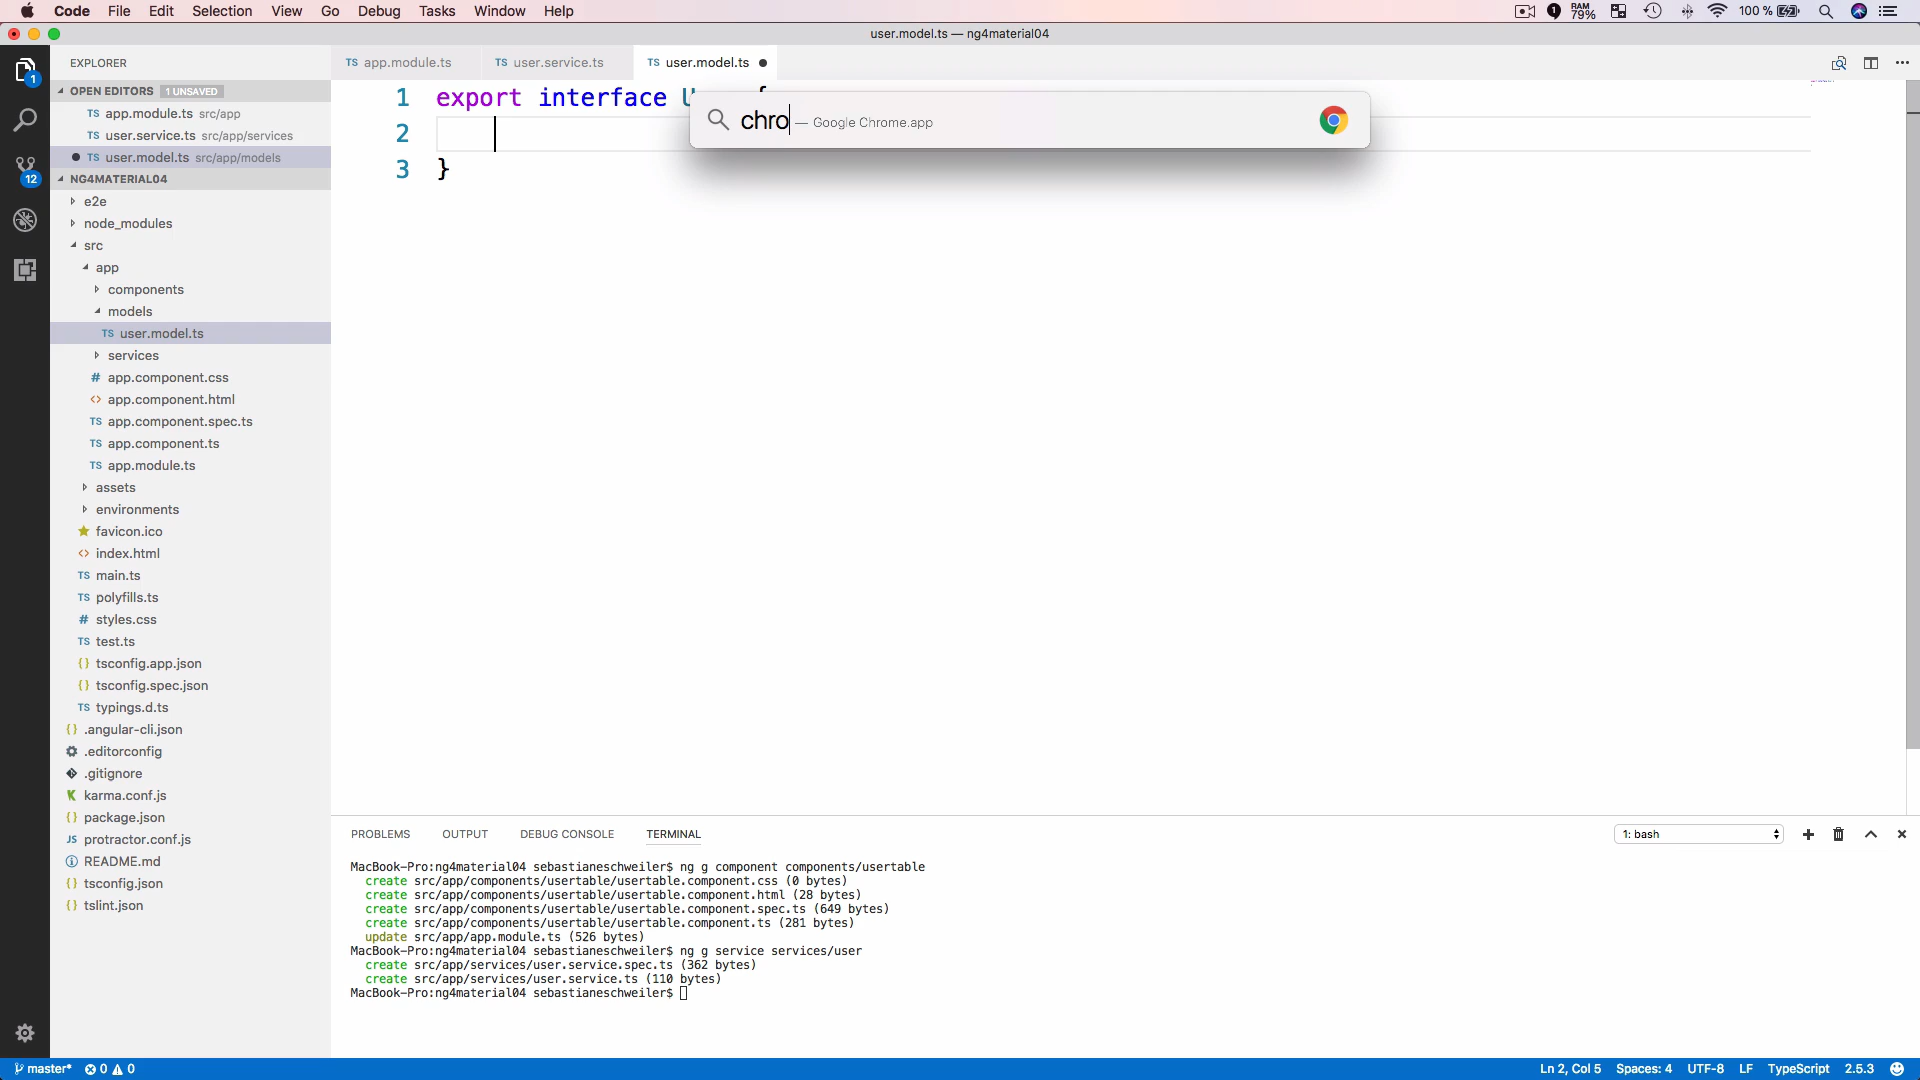 Code File Edit Selection View Go Debug Tasks Window Help
RAM 79% 100 %
user.model.ts — ng4material04
EXPLORER
OPEN EDITORS 1 UNSAVED
TS app.module.ts src/app
TS user.service.ts src/app/services
TS user.model.ts src/app/models
NG4MATERIAL04
e2e
node_modules
src
app
components
models
TS user.model.ts
services
# app.component.css
<> app.component.html
TS app.component.spec.ts
TS app.component.ts
TS app.module.ts
assets
environments
favicon.ico
<> index.html
TS main.ts
TS polyfills.ts
# styles.css
TS test.ts
{} tsconfig.app.json
{} tsconfig.spec.json
TS typings.d.ts
{} .angular-cli.json
.editorconfig
.gitignore
K karma.conf.js
{} package.json
JS protractor.conf.js
README.md
{} tsconfig.json
{} tslint.json
1
12
TS app.module.ts TS user.service.ts TS user.model.ts
1 export interface U {
2
3 }
chro — Google Chrome.app
PROBLEMS OUTPUT DEBUG CONSOLE TERMINAL
1: bash
MacBook-Pro:ng4material04 sebastianeschweiler$ ng g component components/usertable
create src/app/components/usertable/usertable.component.css (0 bytes)
create src/app/components/usertable/usertable.component.html (28 bytes)
create src/app/components/usertable/usertable.component.spec.ts (649 bytes)
create src/app/components/usertable/usertable.component.ts (281 bytes)
update src/app/app.module.ts (526 bytes)
MacBook-Pro:ng4material04 sebastianeschweiler$ ng g service services/user
create src/app/services/user.service.spec.ts (362 bytes)
create src/app/services/user.service.ts (110 bytes)
MacBook-Pro:ng4material04 sebastianeschweiler$
master* 0 0
Ln 2, Col 5 Spaces: 4 UTF-8 LF TypeScript 2.5.3